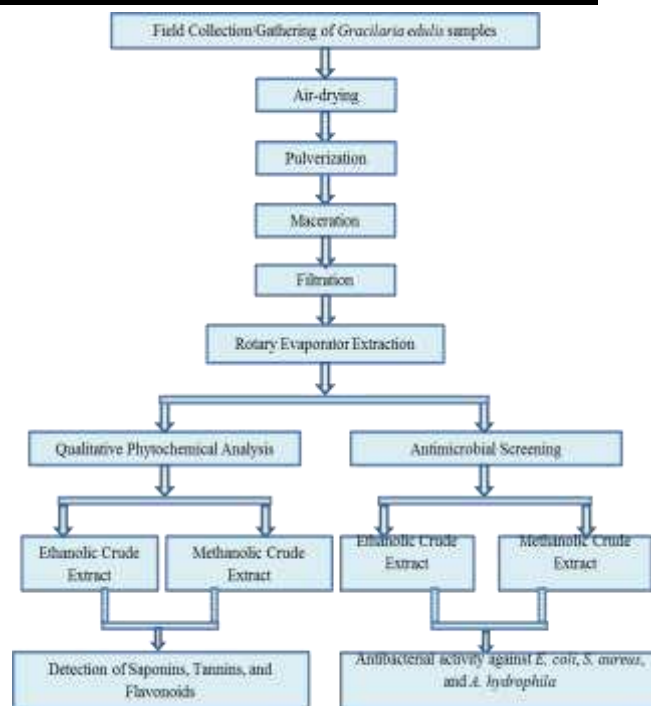 Field Collection/Gathering of Gracilaria edulis samples
Air-drying
Pulverization
Maceration
Filtration
Rotary Evaporator Extraction
Qualitative Phytochemical Analysis
Antimicrobial Screening
Ethanolic Crude
Extract
Methanolic Crude
Extract
Ethanolic Crude
Extract
Methanolic Crude
Extract
Detection of Saponins, Tannins, and
Flavonoids
Antibacterial activity against E. coli, S. aureus,
and A. hydrophila